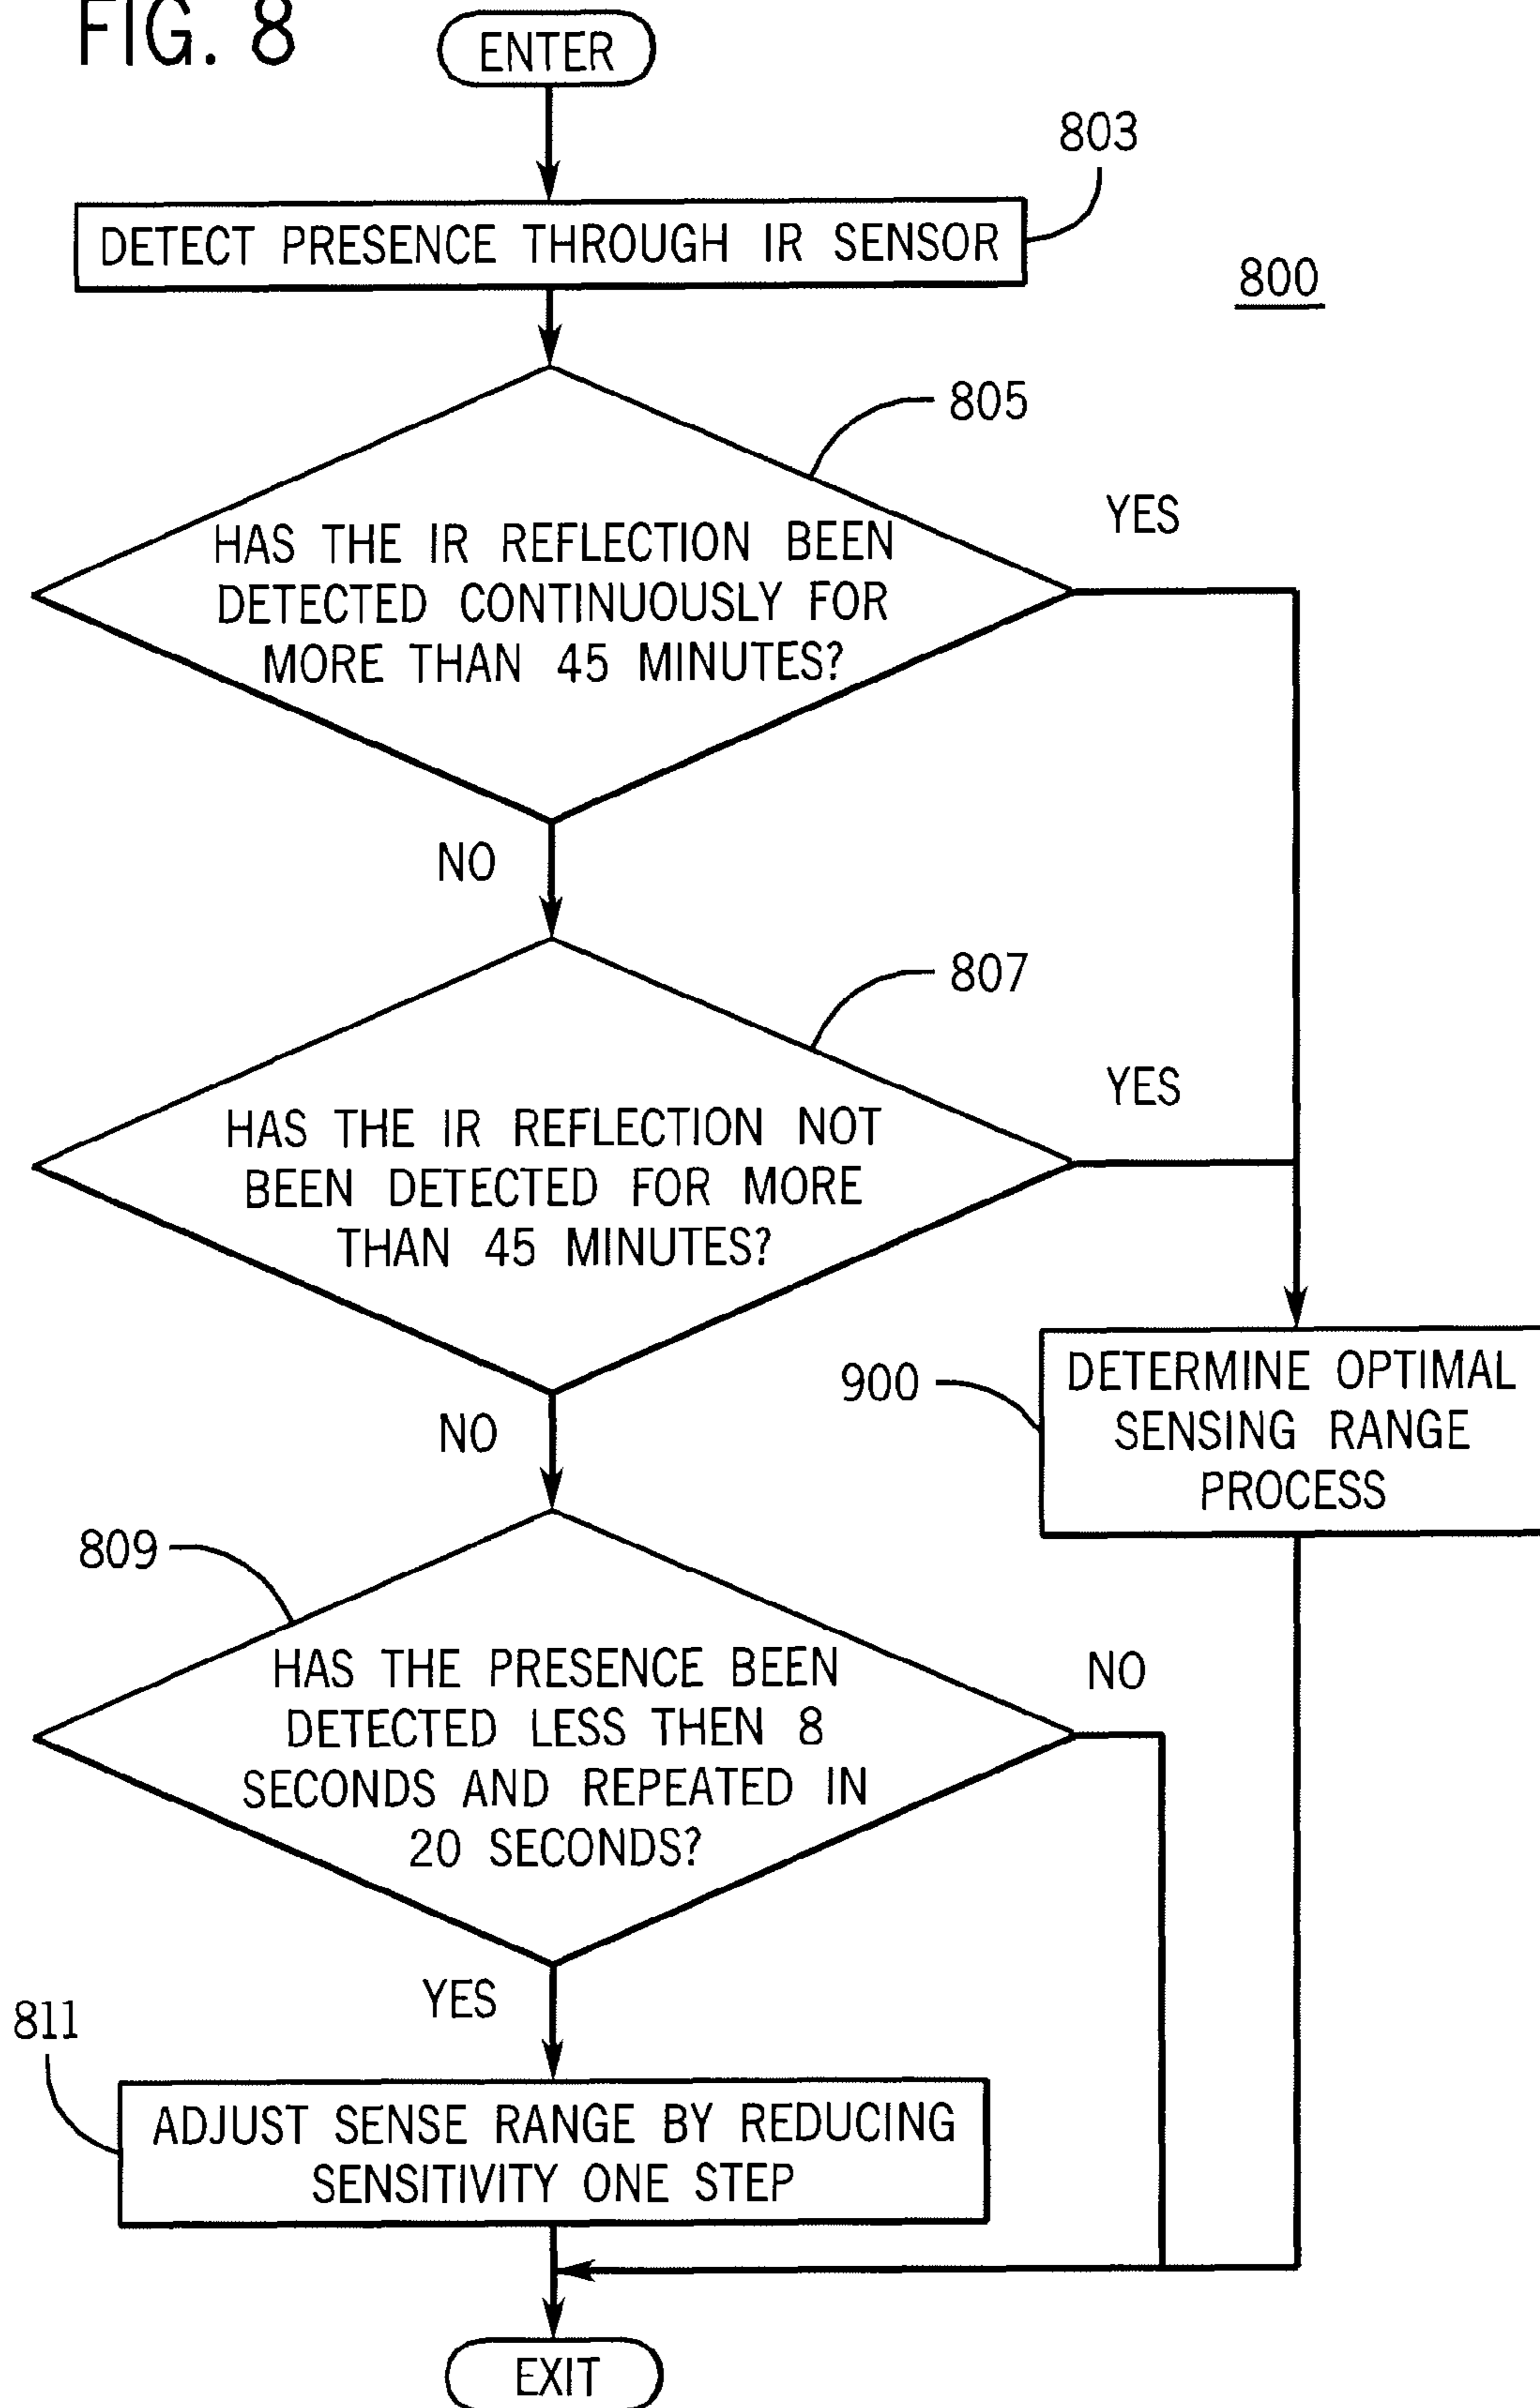 FIG. 8
ENTER
803
DETECT PRESENCE THROUGH IR SENSOR
800
805
HAS THE IR REFLECTION BEEN
DETECTED CONTINUOUSLY FOR
MORE THAN 45 MINUTES?
YES
NO
807
HAS THE IR REFLECTION NOT
BEEN DETECTED FOR MORE
THAN 45 MINUTES?
YES
NO
900
DETERMINE OPTIMAL
SENSING RANGE
PROCESS
809
HAS THE PRESENCE BEEN
DETECTED LESS THEN 8
SECONDS AND REPEATED IN
20 SECONDS?
NO
YES
811
ADJUST SENSE RANGE BY REDUCING
SENSITIVITY ONE STEP
EXIT